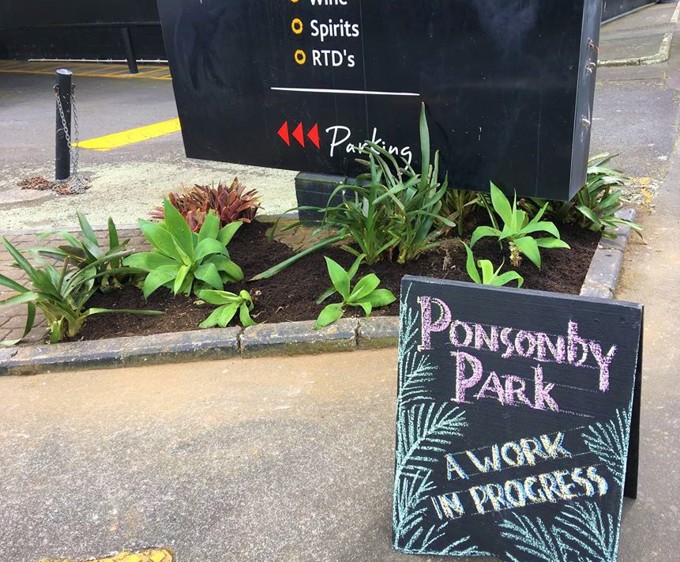 Wine
Spirits
RTD's
Parking
PONSONBY
PARK
A WORK
IN PROGRESS